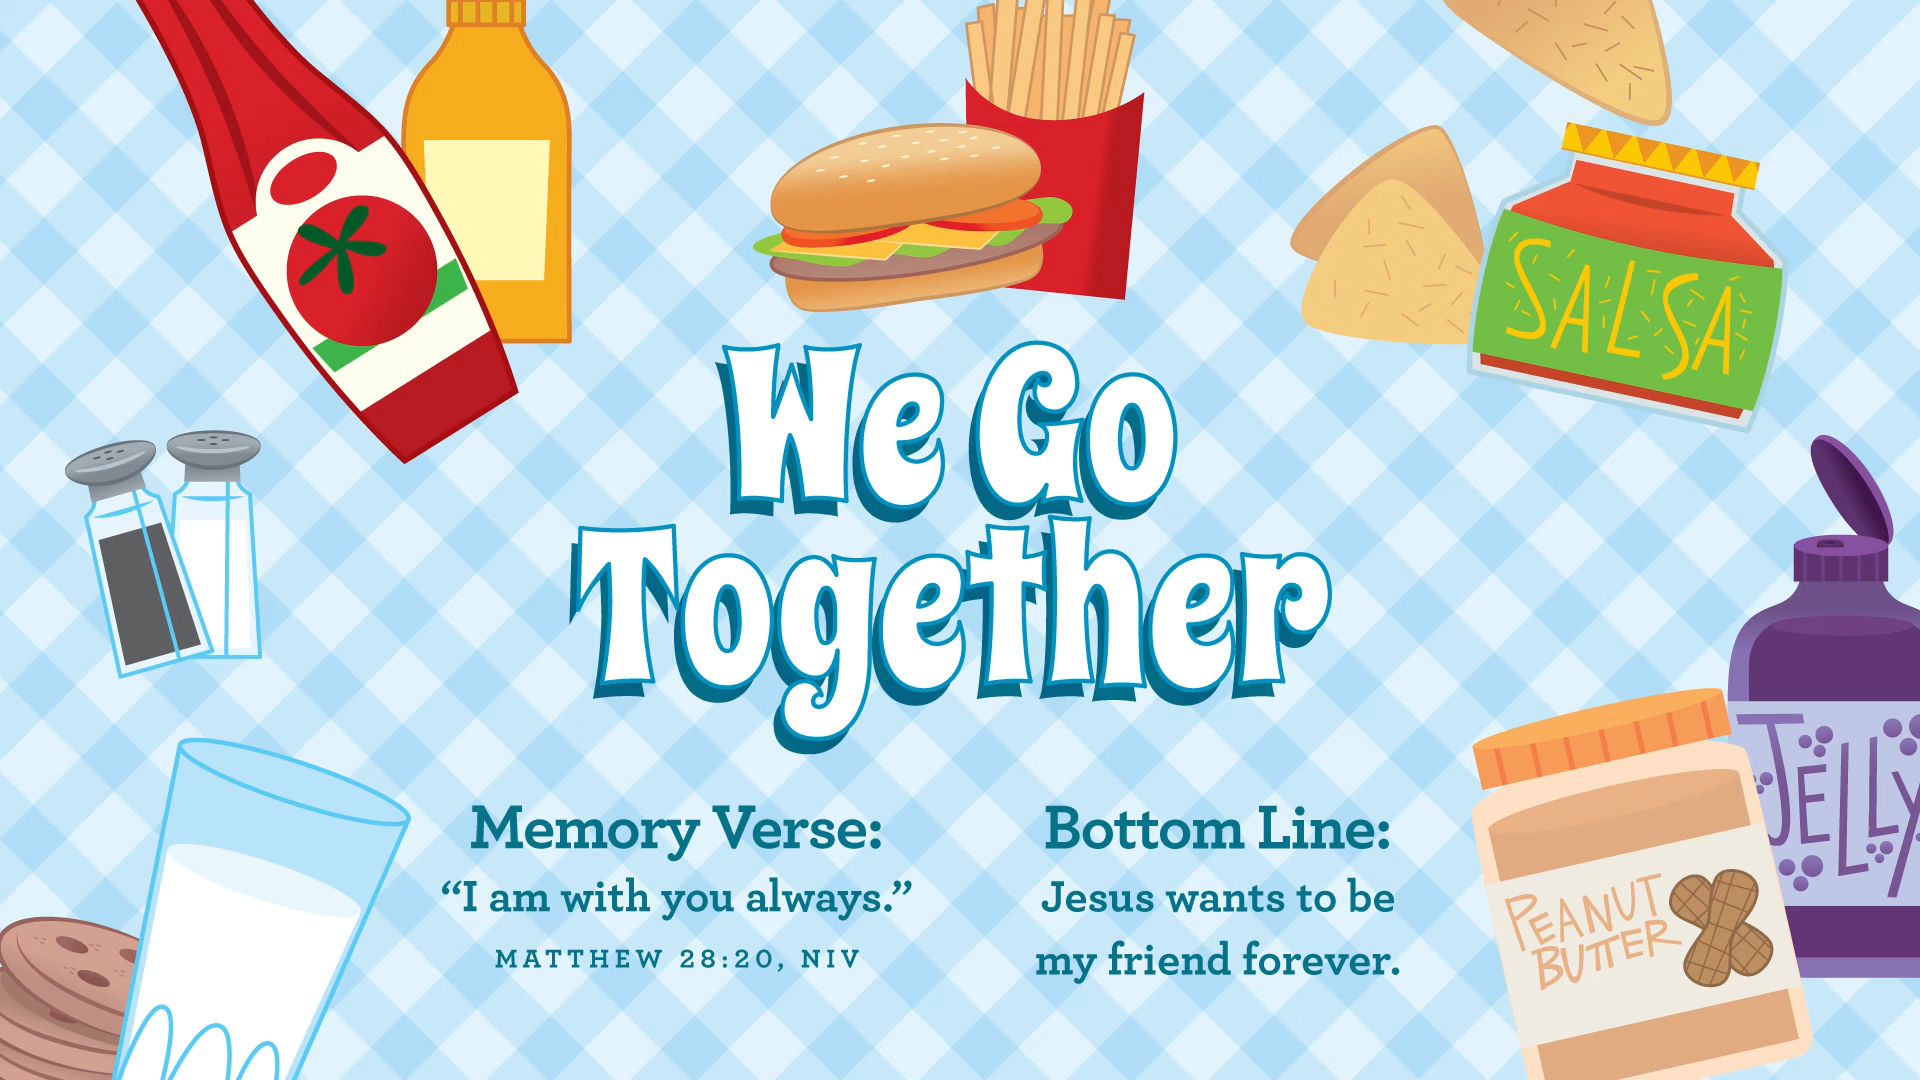 SALSA
We Go
Together
JELLY
Memory Verse:
“I am with you always.”
MATTHEW 28:20, NIV
Bottom Line:
Jesus wants to be
my friend forever.
PEANUT
BUTTER